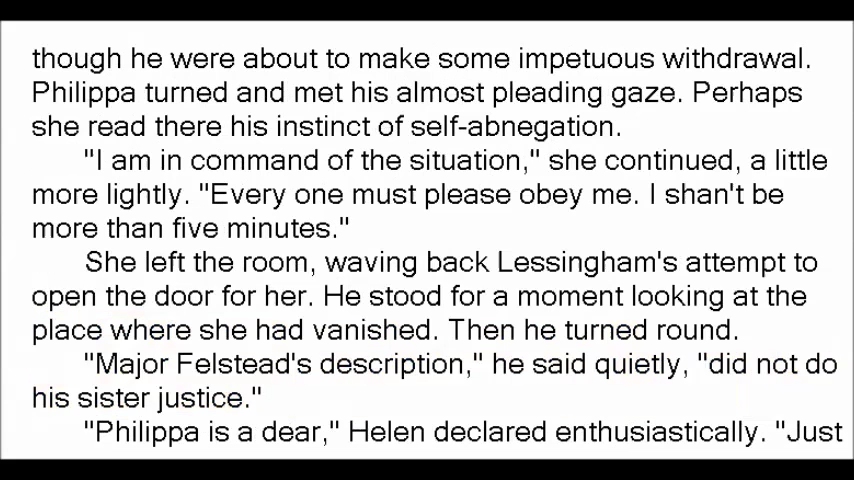 though he were about to make some impetuous withdrawal.
Philippa turned and met his almost pleading gaze. Perhaps
she read there his instinct of self-abnegation.
"I am in command of the situation," she continued, a little
more lightly. "Every one must please obey me. I shan't be
more than five minutes."
She left the room, waving back Lessingham's attempt to
open the door for her. He stood for a moment looking at the
place where she had vanished. Then he turned round.
"Major Felstead's description," he said quietly, "did not do
his sister justice."
"Philippa is a dear," Helen declared enthusiastically. "Just